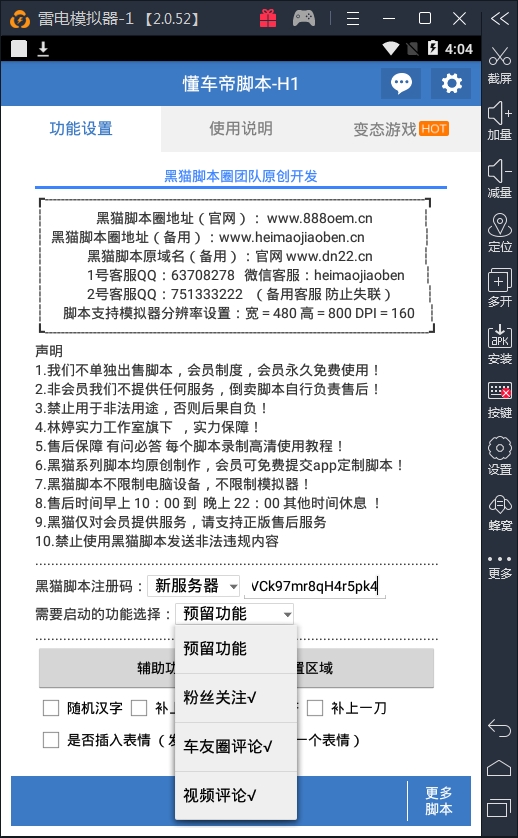 雷电模拟器-1 【2.0.52】
4:04
懂车帝脚本-H1
功能设置 使用说明 变态游戏 HOT
黑猫脚本圈团队原创开发
黑猫脚本圈地址（官网）：www.888oem.cn
黑猫脚本圈地址（备用）：www.heimaojiaoben.cn
黑猫脚本原域名（备用）：官网 www.dn22.cn
1号客服QQ：63708278 微信客服：heimaojiaoben
2号客服QQ：751333222 （ 备用客服 防止失联 ）
脚本支持模拟器分辨率设置：宽 = 480 高 = 800 DPI = 160
声明
1.我们不单独出售脚本，会员制度，会员永久免费使用！
2.非会员我们不提供任何服务，倒卖脚本自行负责售后！
3.禁止用于非法用途，否则后果自负！
4.林婷实力工作室旗下 ，实力保障！
5.售后保障 有问必答 每个脚本录制高清使用教程！
6.黑猫系列脚本均原创制作，会员可免费提交app定制脚本！
7.黑猫脚本不限制电脑设备，不限制模拟器！
8.售后时间早上 10：00 到 晚上 22：00 其他时间休息 ！
9.黑猫仅对会员提供服务，请支持正版售后服务
10.禁止使用黑猫脚本发送非法违规内容
黑猫脚本注册码： 新服务器 VCk97mr8qH4r5pk4
需要启动的功能选择： 预留功能
预留功能
粉丝关注√
车友圈评论√
视频评论√
辅助功 置区域
随机汉字 补上 补上一刀
是否插入表情（发 一个表情）
更多
脚本
截屏
加量
减量
定位
多开
APK
安装
按键
设置
蜂窝
更多